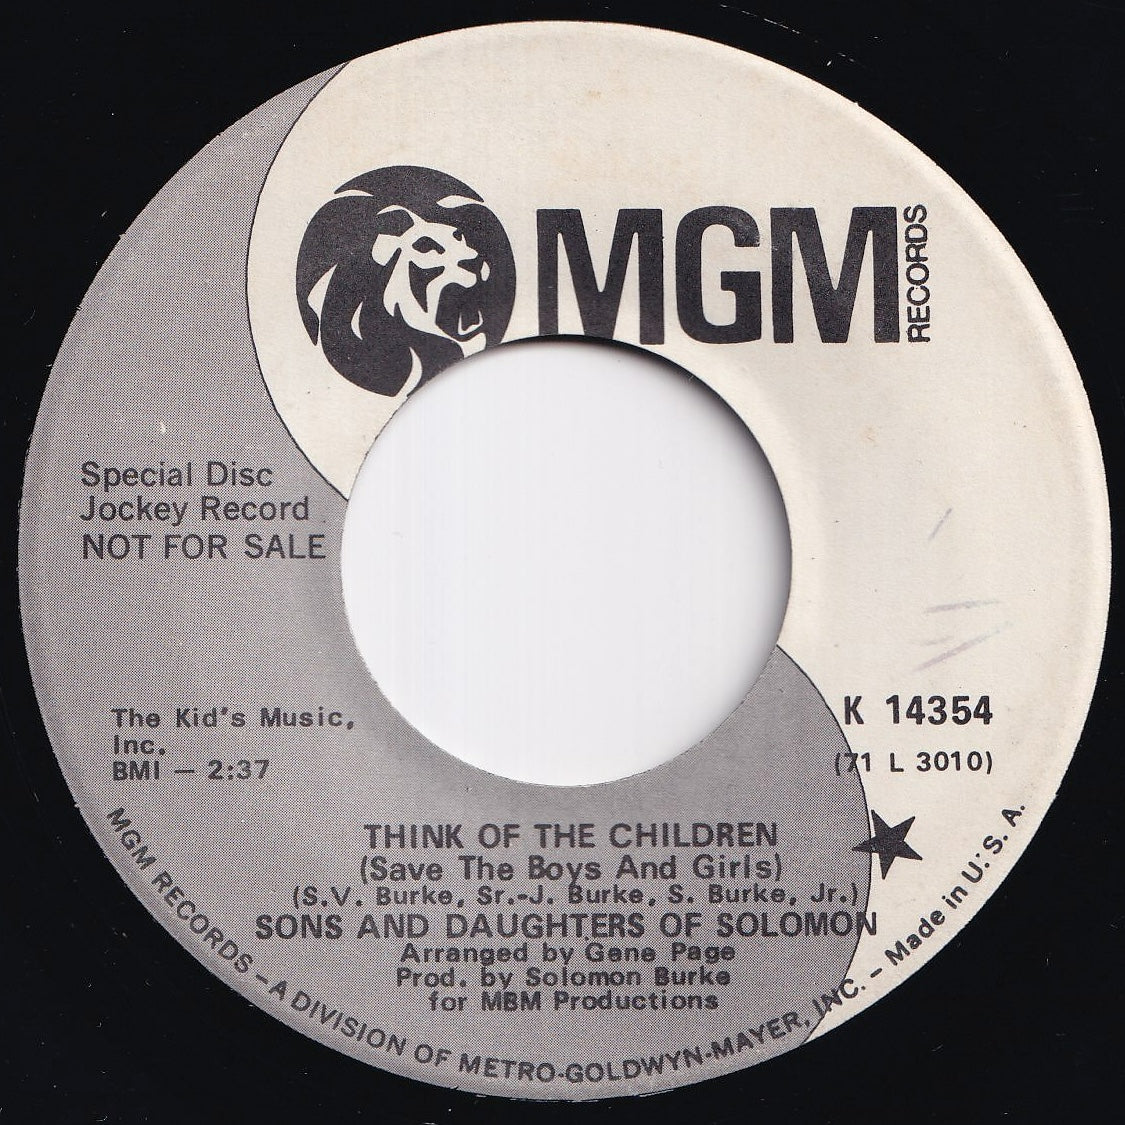 MGM
RECORDS
Special Disc
Jockey Record
NOT FOR SALE
The Kid's Music,
Inc.
BMI — 2:37
K 14354
(71 L 3010)
THINK OF THE CHILDREN
(Save The Boys And Girls)
(S.V. Burke, Sr.-J. Burke, S. Burke, Jr.)
SONS AND DAUGHTERS OF SOLOMON
Arranged by Gene Page
Prod. by Solomon Burke
for MBM Productions
MGM RECORDS – A DIVISION OF METRO-GOLDWYN-MAYER, INC. – Made in U. S. A.